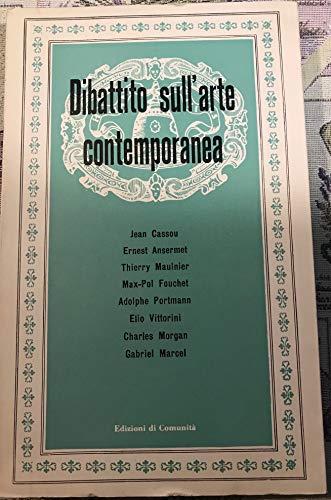 Dibattito sull'arte
contemporanea
Jean Cassou
Ernest Ansermet
Thierry Maulnier
Max-Pol Fouchet
Adolphe Portmann
Elio Vittorini
Charles Morgan
Gabriel Marcel
Edizioni di Comunità